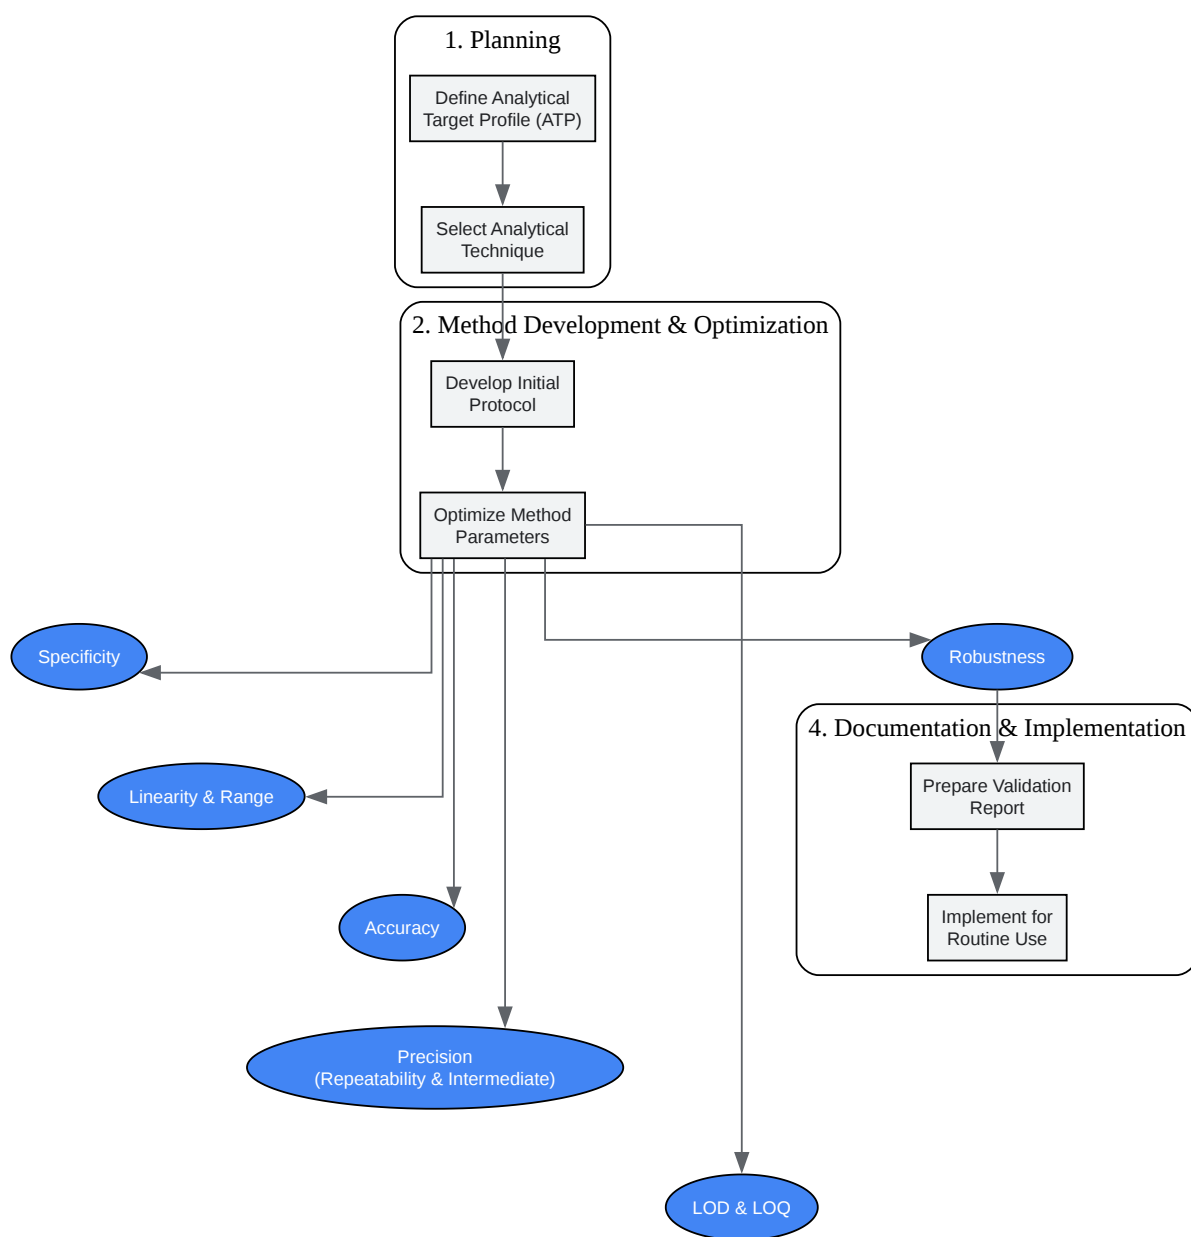 1. Planning
Define Analytical
Target Profile (ATP)
Select Analytical
Technique
2. Method Development & Optimization
Develop Initial
Protocol
Optimize Method
Parameters
Specificity
Robustness
4. Documentation & Implementation
Linearity & Range
Prepare Validation
Report
Accuracy
Implement for
Routine Use
Precision
(Repeatability & Intermediate)
LOD & LOQ